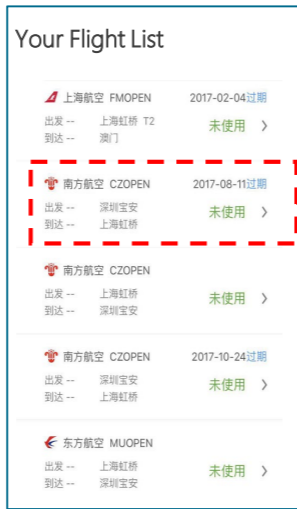 Your Flight List
上海航空 FMOPEN 2017-02-04过期
出发 -- 上海虹桥 T2 未使用
到达 -- 澳门
南方航空 CZOPEN 2017-08-11过期
出发 -- 深圳宝安 未使用
到达 -- 上海虹桥
南方航空 CZOPEN
出发 -- 上海虹桥 未使用
到达 -- 深圳宝安
南方航空 CZOPEN 2017-10-24过期
出发 -- 深圳宝安 未使用
到达 -- 上海虹桥
东方航空 MUOPEN
出发 -- 上海虹桥 未使用
到达 -- 深圳宝安